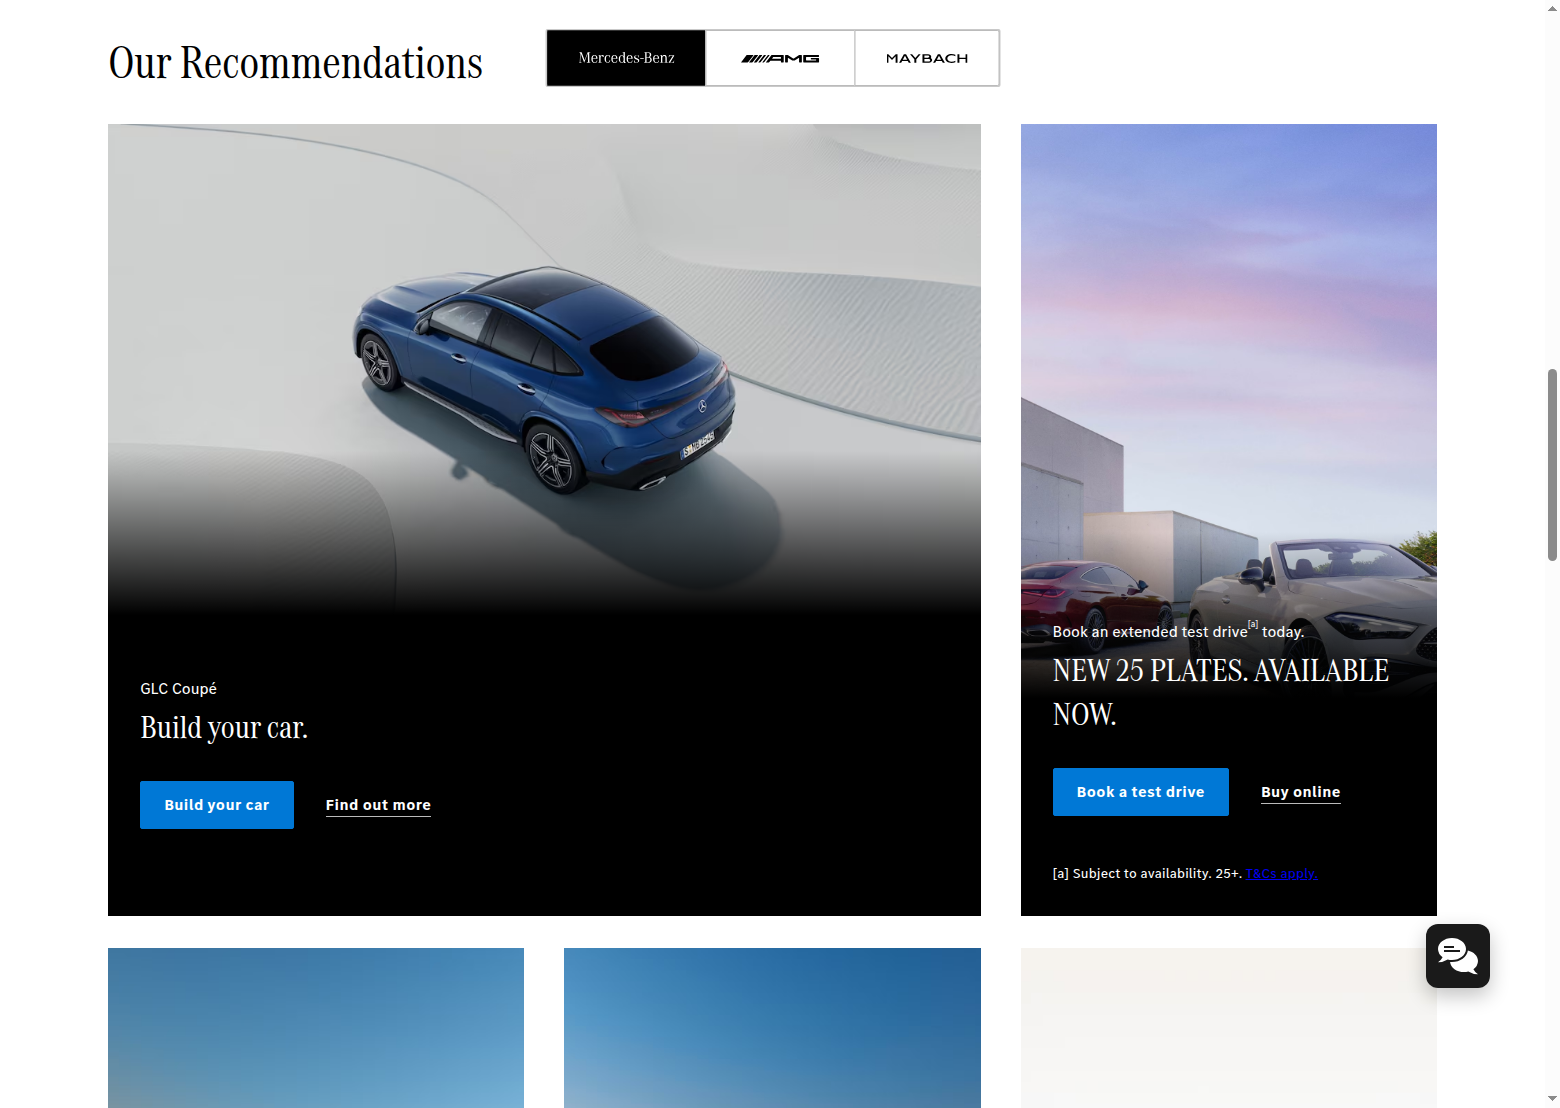 Our Recommendations
Mercedes-Benz
AMG
MAYBACH
GLC Coupé
Build your car.
Build your car
Find out more
Book an extended test drive[a] today.
NEW 25 PLATES. AVAILABLE
NOW.
Book a test drive
Buy online
[a] Subject to availability. 25+. T&Cs apply.